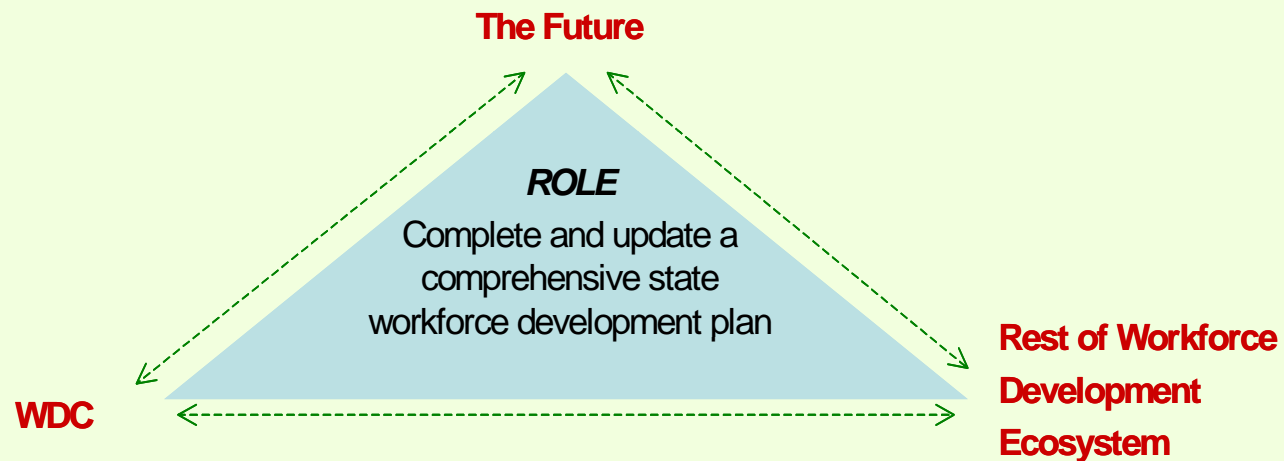 The Future
ROLE
Complete and update a
comprehensive state
workforce development plan
Rest of Workforce
Development
Ecosystem
WDC